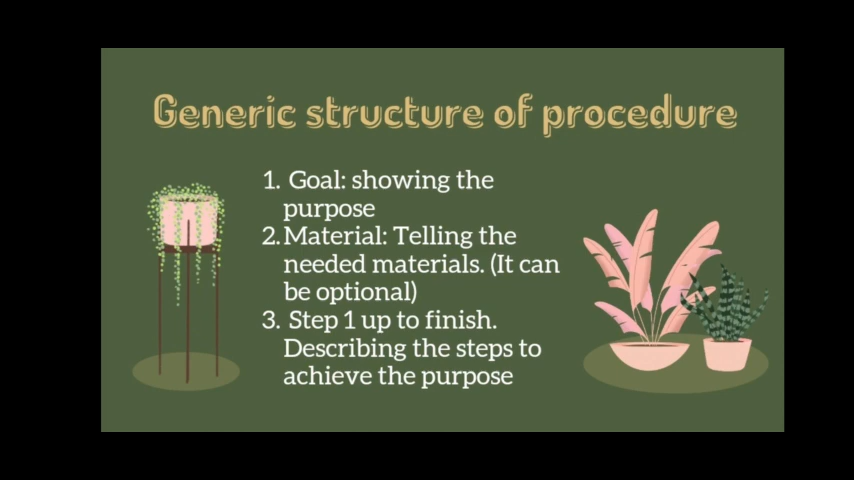 Generic structure of procedure
1. Goal: showing the
purpose
2. Material: Telling the
needed materials. (It can
be optional)
3. Step 1 up to finish.
Describing the steps to
achieve the purpose